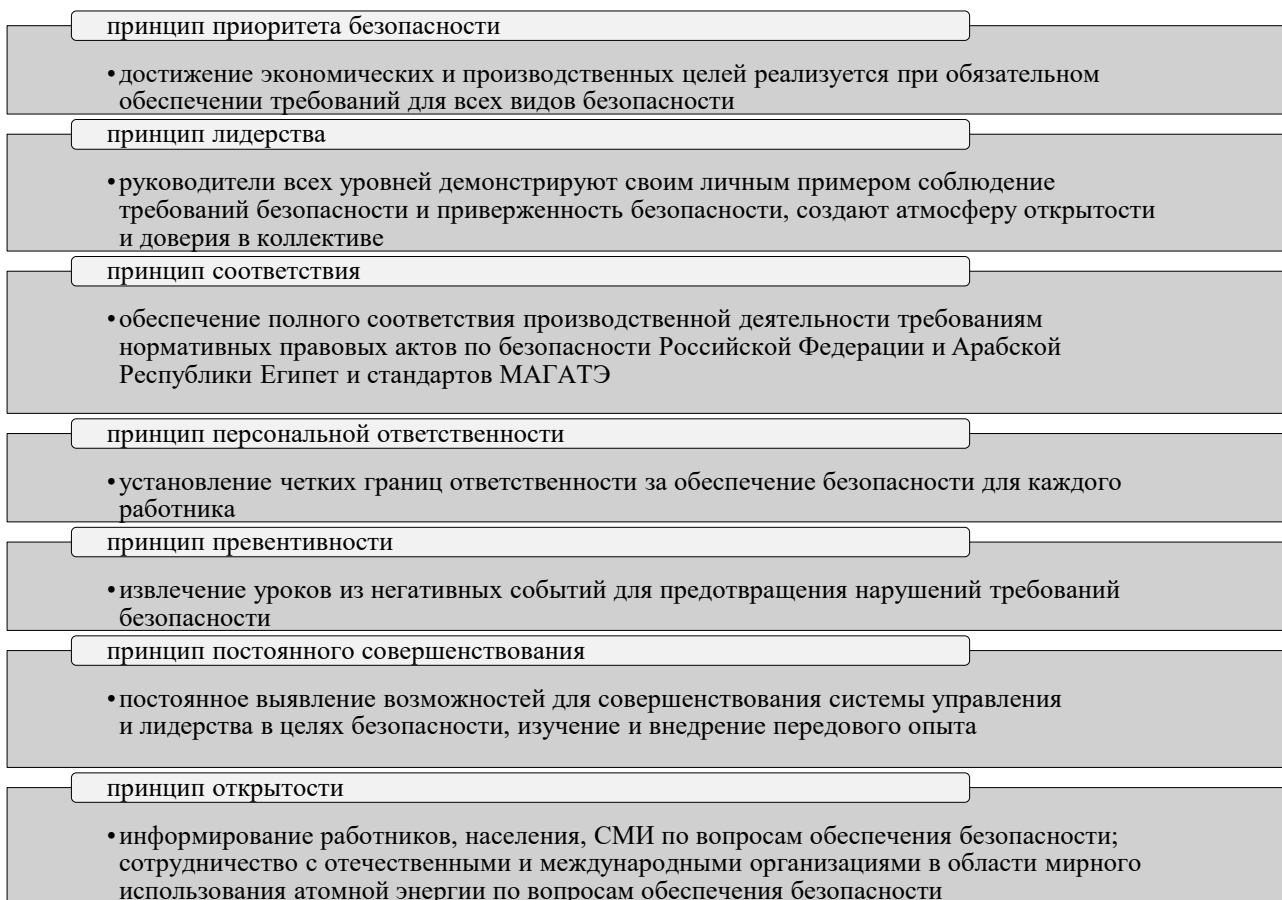 принцип приоритета безопасности
•достижение экономических и производственных целей реализуется при обязательном
обеспечении требований для всех видов безопасности
принцип лидерства
•руководители всех уровней демонстрируют своим личным примером соблюдение
требований безопасности и приверженность безопасности, создают атмосферу открытости
и доверия в коллективе
принцип соответствия
•обеспечение полного соответствия производственной деятельности требованиям
нормативных правовых актов по безопасности Российской Федерации и Арабской
Республики Египет и стандартов МАГАТЭ
принцип персональной ответственности
•установление четких границ ответственности за обеспечение безопасности для каждого
работника
принцип превентивности
•извлечение уроков из негативных событий для предотвращения нарушений требований
безопасности
принцип постоянного совершенствования
•постоянное выявление возможностей для совершенствования системы управления
и лидерства в целях безопасности, изучение и внедрение передового опыта
принцип открытости
•информирование работников, населения, СМИ по вопросам обеспечения безопасности;
сотрудничество с отечественными и международными организациями в области мирного
использования атомной энергии по вопросам обеспечения безопасности